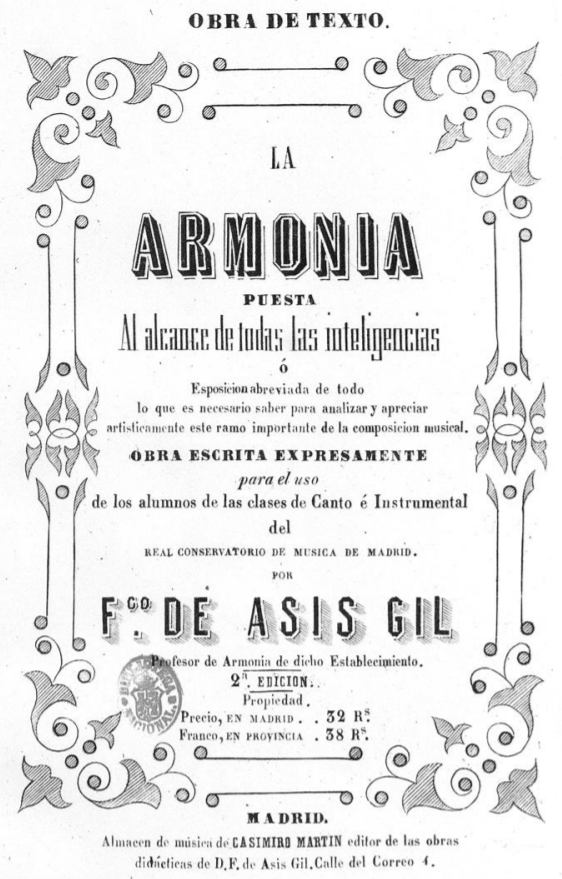 OBRA DE TEXTO.
LA
ARMONIA
PUESTA
Al alcance de todas las inteligencias
ó
Esposicion abreviada de todo
lo que es necesario saber para analizar y apreciar
artisticamente este ramo importante de la composicion musical.
OBRA ESCRITA EXPRESAMENTE
para el uso
de los alumnos de las clases de Canto é Instrumental
del
REAL CONSERVATORIO DE MUSICA DE MADRID.
POR
F.CO DE ASIS GIL
Profesor de Armonia de dicho Establecimiento.
2ª. EDICION.
Propiedad.
Precio, EN MADRID . . 32 Rˢ.
Franco, EN PROVINCIA . 38 Rˢ.
MADRID.
Almacen de música de CASIMIRO MARTIN editor de las obras
didácticas de D. F. de Asis Gil. Calle del Correo 4.
BIBLIOTECA NACIONAL